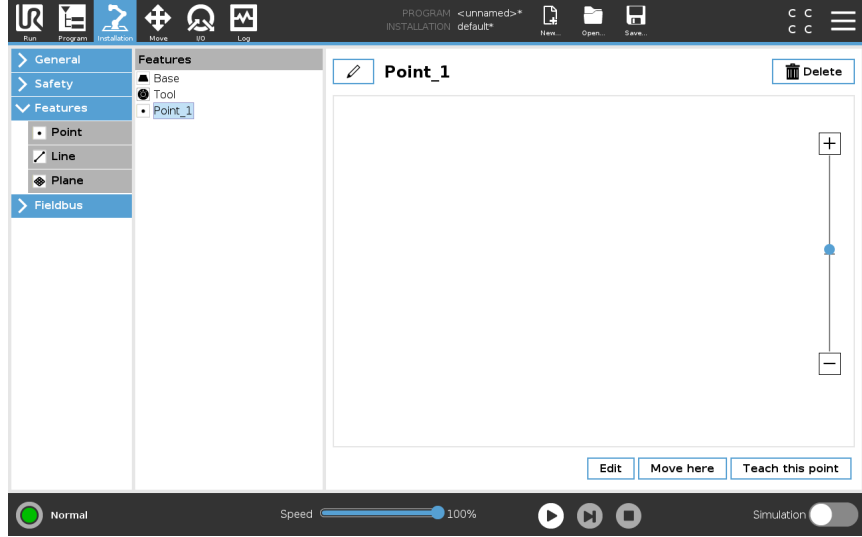 UR
PROGRAM <unnamed>*
INSTALLATION default*
Run Program Installation Move I/O Log New... Open... Save...
C C
C C
General
Safety
Features
Point
Line
Plane
Fieldbus
Features
Base
Tool
Point_1
Point_1
Delete
+
−
Edit Move here Teach this point
Normal Speed 100% Simulation